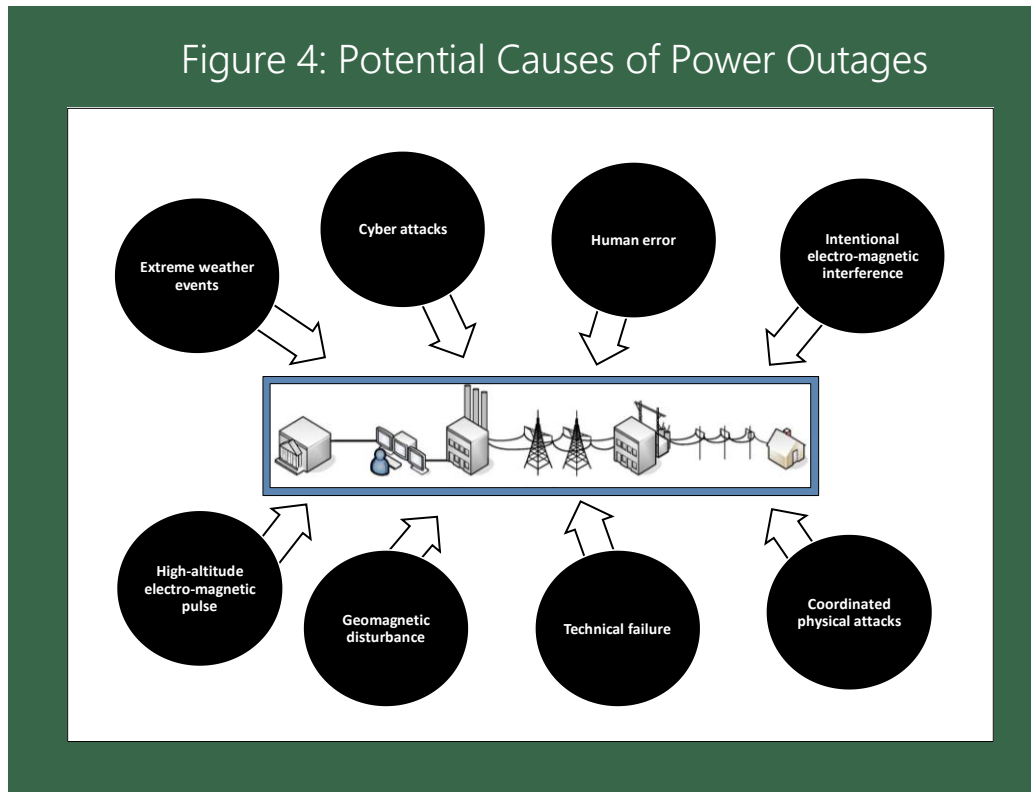 Figure 4: Potential Causes of Power Outages
Extreme weather
events
Cyber attacks
Human error
Intentional
electro-magnetic
interference
High-altitude
electro-magnetic
pulse
Geomagnetic
disturbance
Technical failure
Coordinated
physical attacks